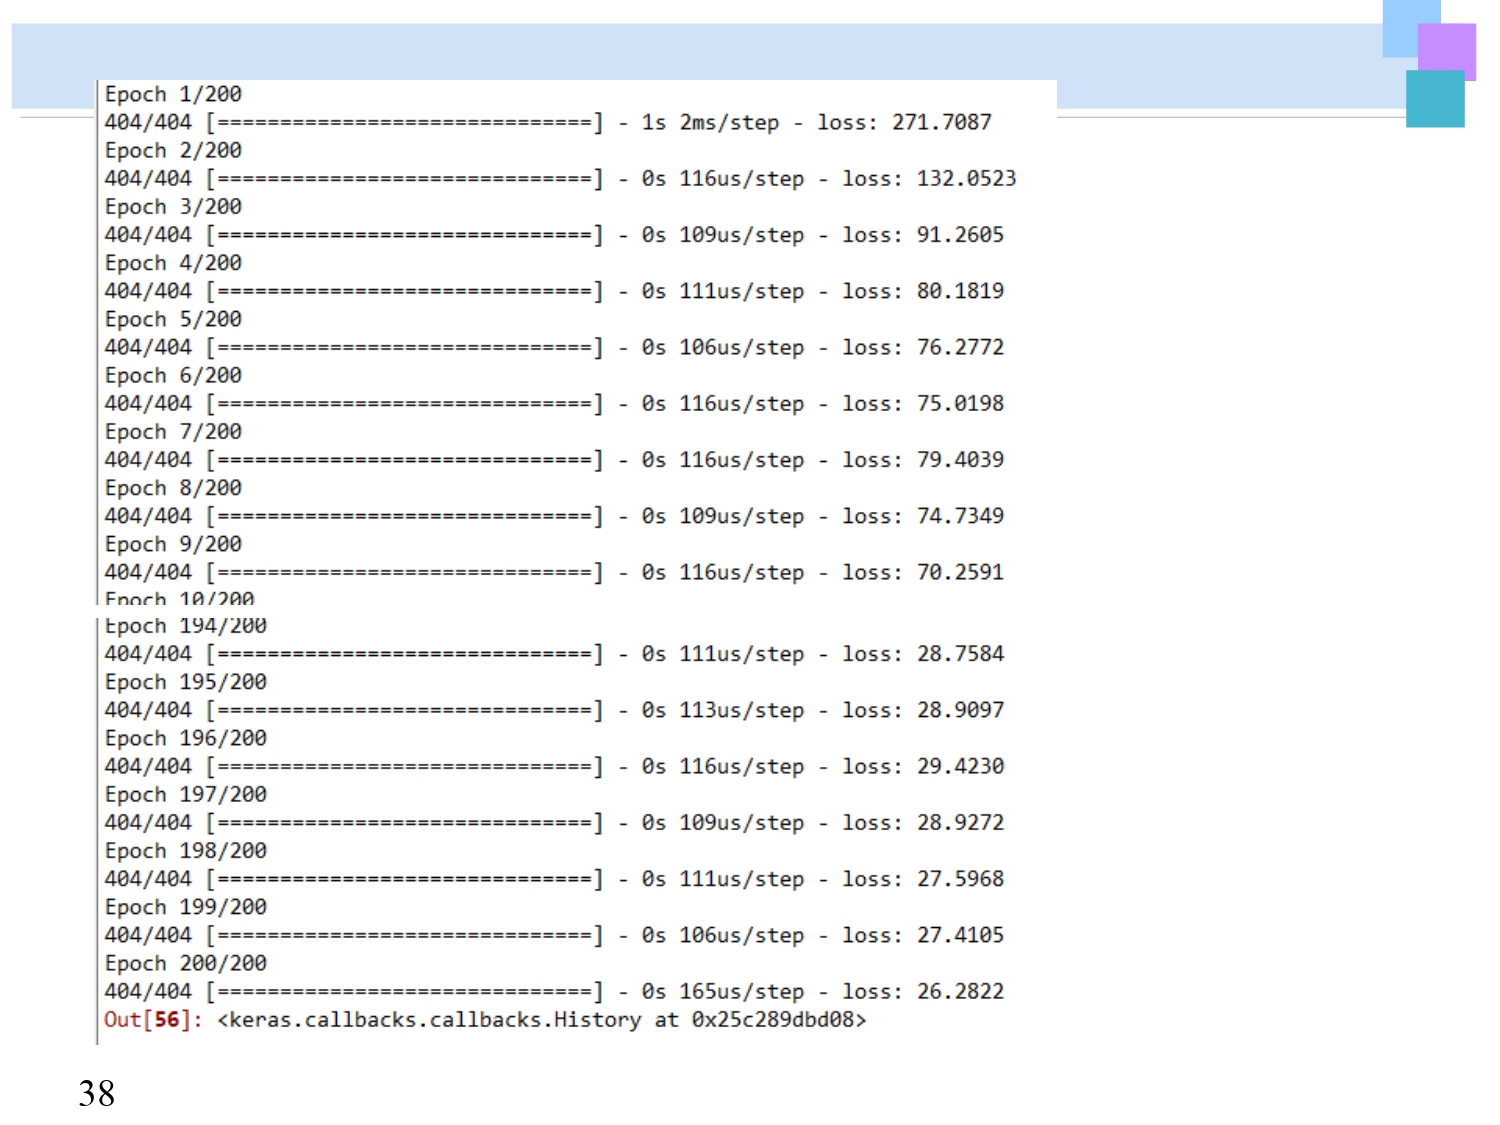 Epoch 1/200
404/404 [==============================] - 1s 2ms/step - loss: 271.7087
Epoch 2/200
404/404 [==============================] - 0s 116us/step - loss: 132.0523
Epoch 3/200
404/404 [==============================] - 0s 109us/step - loss: 91.2605
Epoch 4/200
404/404 [==============================] - 0s 111us/step - loss: 80.1819
Epoch 5/200
404/404 [==============================] - 0s 106us/step - loss: 76.2772
Epoch 6/200
404/404 [==============================] - 0s 116us/step - loss: 75.0198
Epoch 7/200
404/404 [==============================] - 0s 116us/step - loss: 79.4039
Epoch 8/200
404/404 [==============================] - 0s 109us/step - loss: 74.7349
Epoch 9/200
404/404 [==============================] - 0s 116us/step - loss: 70.2591
Epoch 10/200
Epoch 194/200
404/404 [==============================] - 0s 111us/step - loss: 28.7584
Epoch 195/200
404/404 [==============================] - 0s 113us/step - loss: 28.9097
Epoch 196/200
404/404 [==============================] - 0s 116us/step - loss: 29.4230
Epoch 197/200
404/404 [==============================] - 0s 109us/step - loss: 28.9272
Epoch 198/200
404/404 [==============================] - 0s 111us/step - loss: 27.5968
Epoch 199/200
404/404 [==============================] - 0s 106us/step - loss: 27.4105
Epoch 200/200
404/404 [==============================] - 0s 165us/step - loss: 26.2822
Out[56]: <keras.callbacks.callbacks.History at 0x25c289dbd08>
38